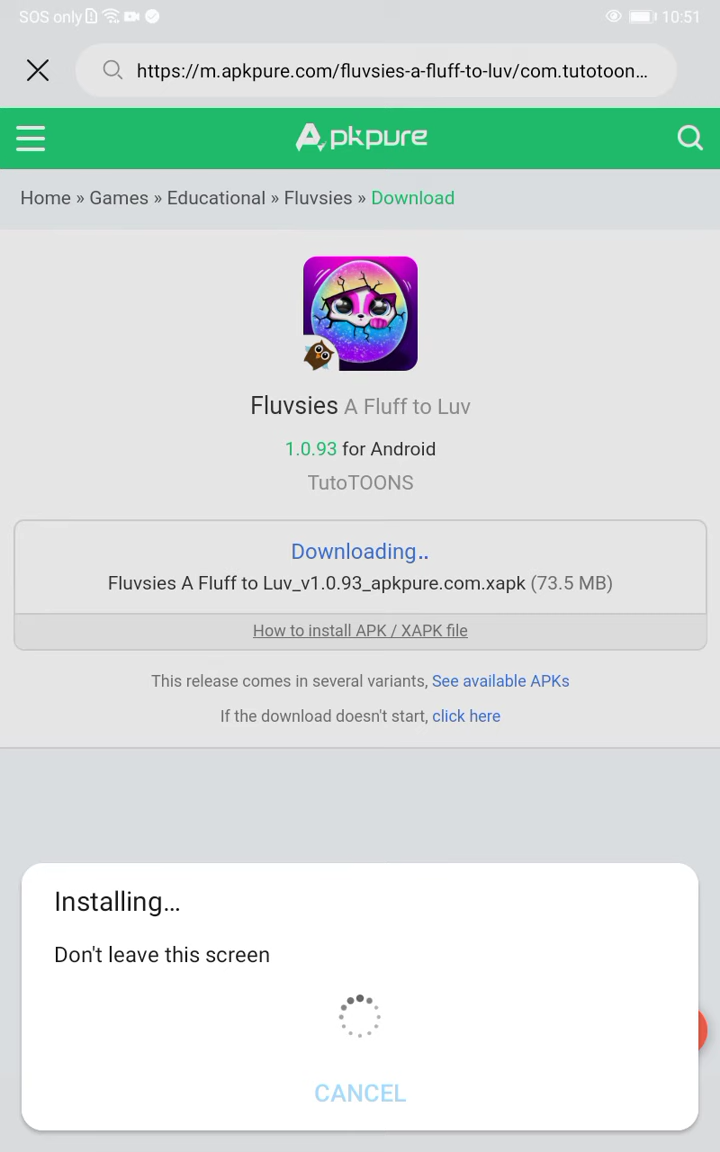 SOS only 10:51
https://m.apkpure.com/fluvsies-a-fluff-to-luv/com.tutotoon...
Apkpure
Home » Games » Educational » Fluvsies » Download
Fluvsies A Fluff to Luv
1.0.93 for Android
TutoTOONS
Downloading..
Fluvsies A Fluff to Luv_v1.0.93_apkpure.com.xapk (73.5 MB)
How to install APK / XAPK file
This release comes in several variants, See available APKs
If the download doesn't start, click here
Installing...
Don't leave this screen
CANCEL